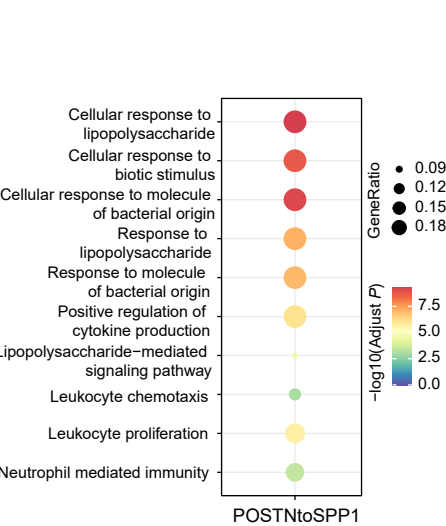 Cellular response to
lipopolysaccharide
Cellular response to
biotic stimulus
Cellular response to molecule
of bacterial origin
Response to
lipopolysaccharide
Response to molecule
of bacterial origin
Positive regulation of
cytokine production
Lipopolysaccharide−mediated
signaling pathway
Leukocyte chemotaxis
Leukocyte proliferation
Neutrophil mediated immunity
POSTNtoSPP1
GeneRatio
0.09
0.12
0.15
0.18
−log10(Adjust P)
7.5
5.0
2.5
0.0